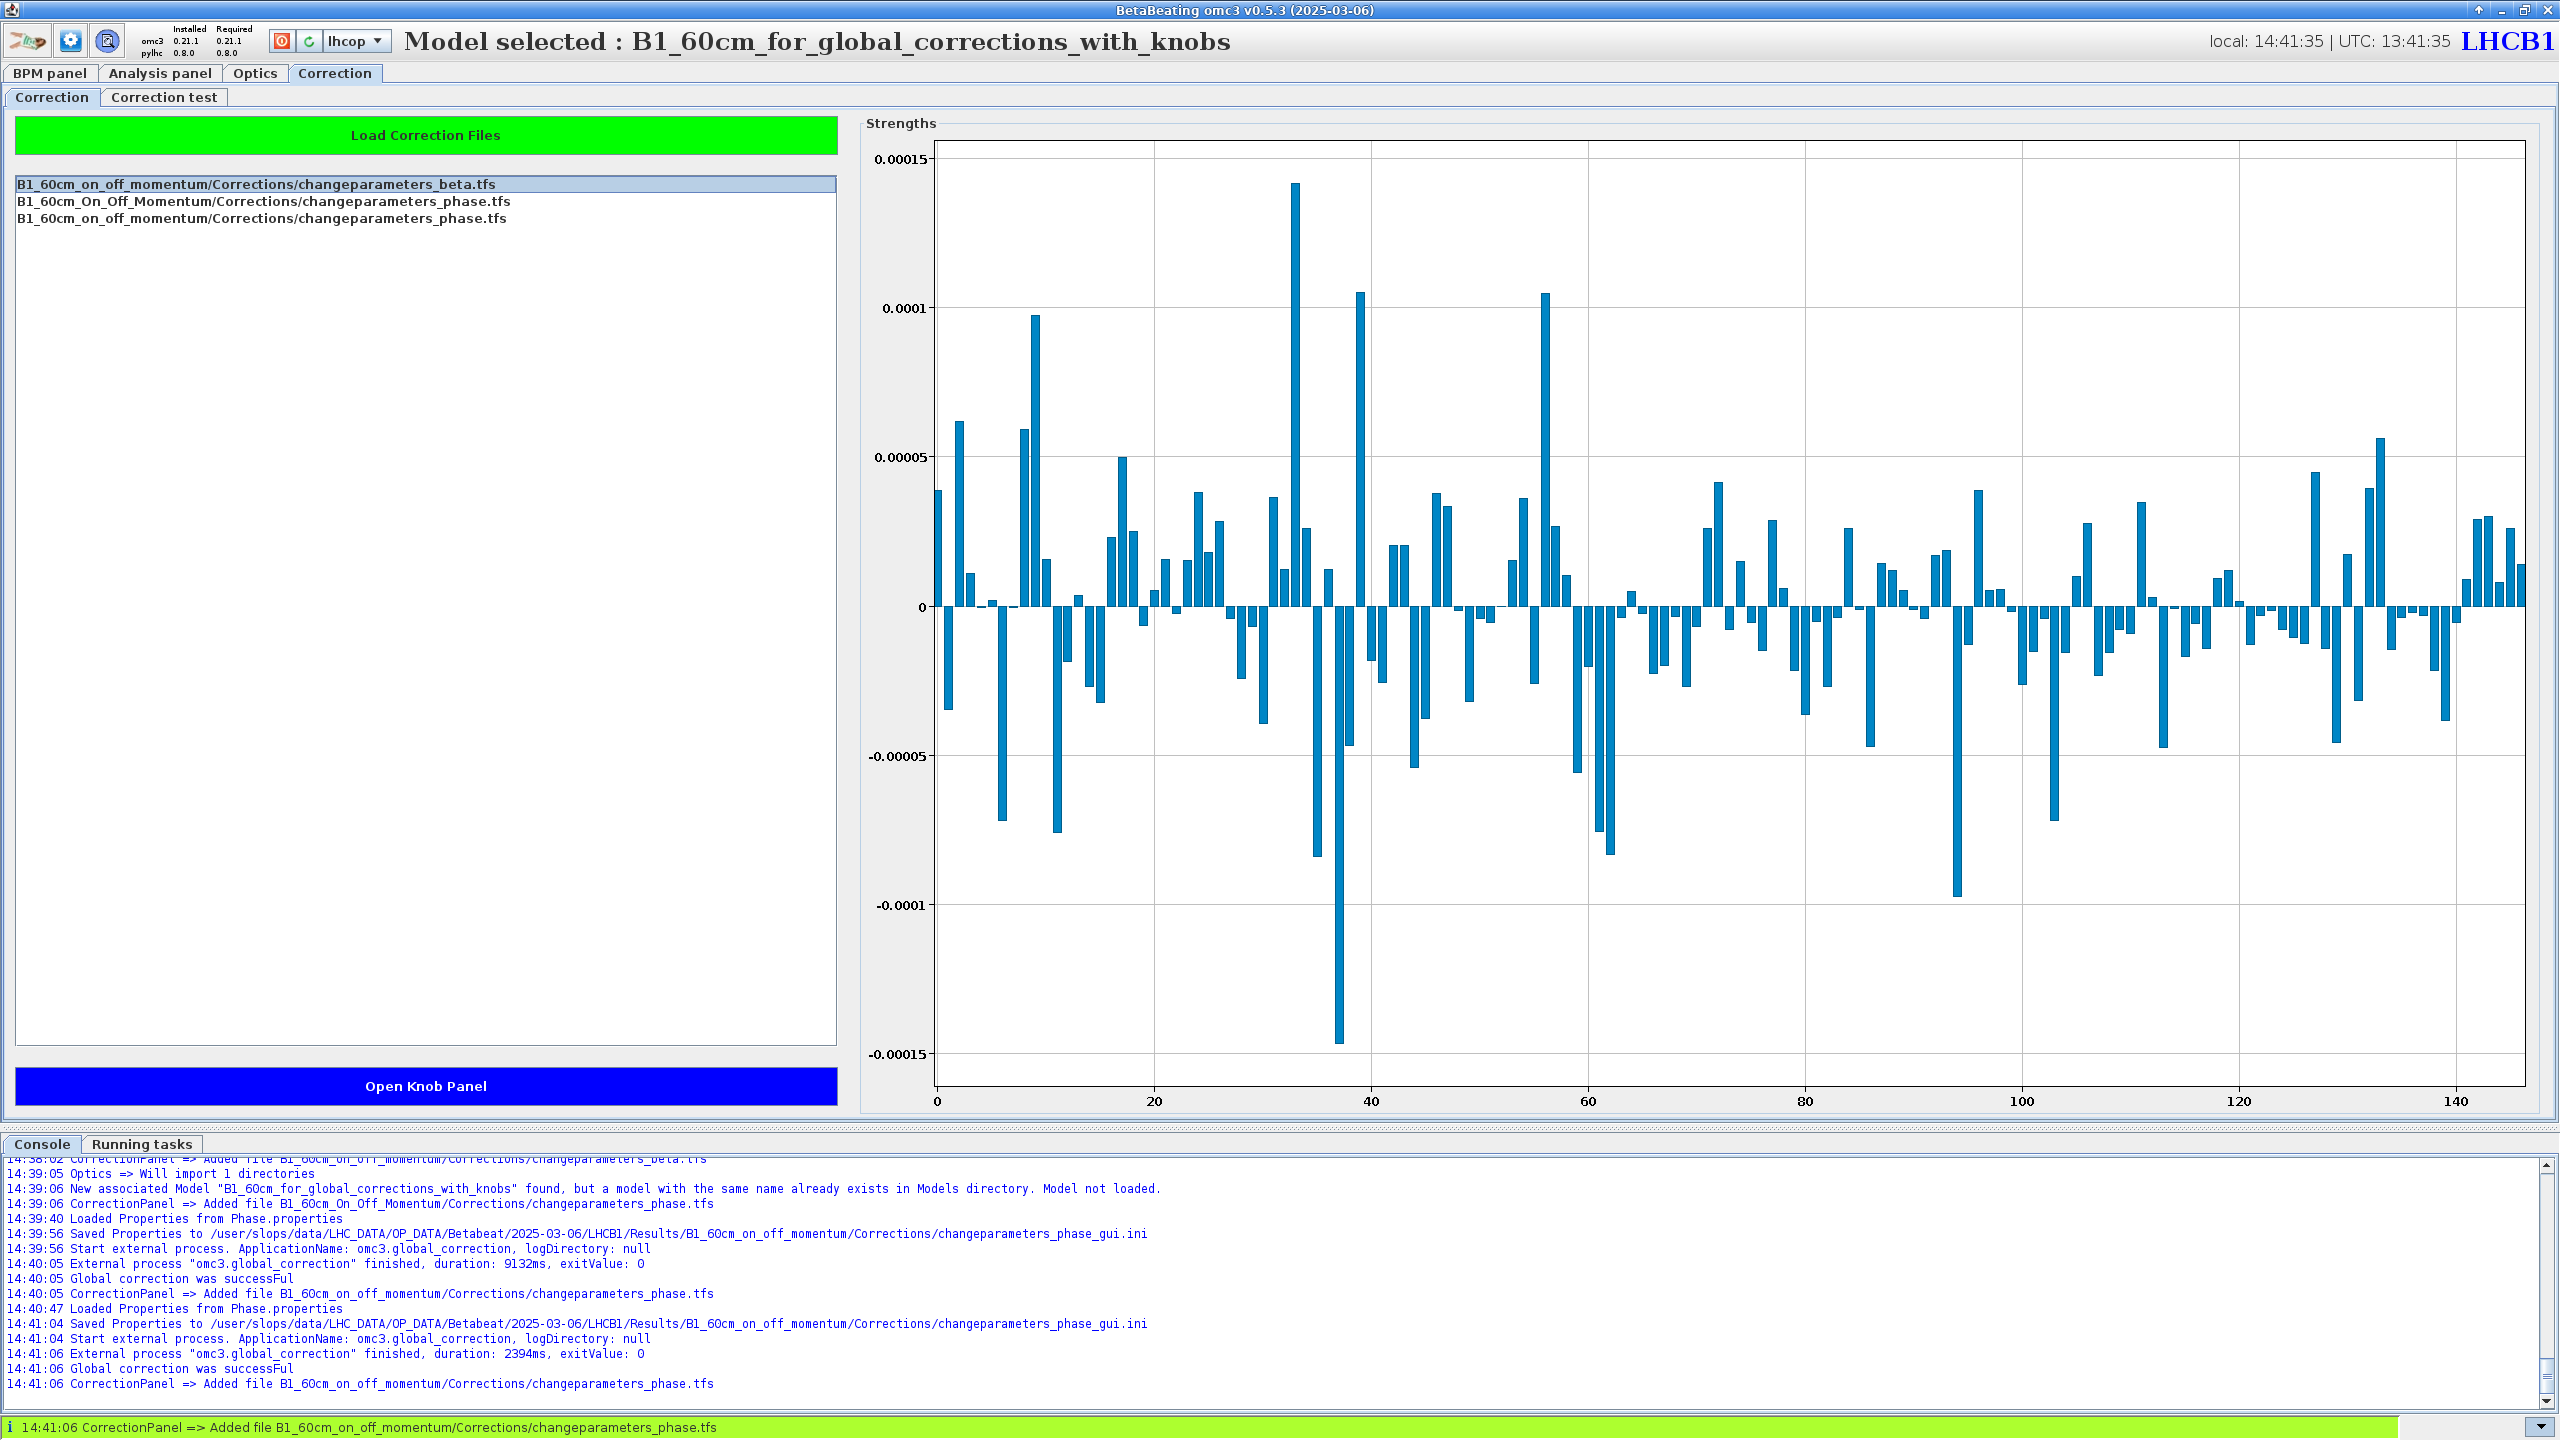 BetaBeating omc3 v0.5.3 (2025-03-06)
Installed Required
omc3 0.21.1 0.21.1
pylhc 0.8.0 0.8.0
lhcop
Model selected : B1_60cm_for_global_corrections_with_knobs
local: 14:41:35 | UTC: 13:41:35 LHCB1
BPM panel Analysis panel Optics Correction
Correction Correction test
Load Correction Files
B1_60cm_on_off_momentum/Corrections/changeparameters_beta.tfs
B1_60cm_On_Off_Momentum/Corrections/changeparameters_phase.tfs
B1_60cm_on_off_momentum/Corrections/changeparameters_phase.tfs
Open Knob Panel
Strengths
0.00015
0.0001
0.00005
0
-0.00005
-0.0001
-0.00015
0 20 40 60 80 100 120 140
Console Running tasks
14:38:02 CorrectionPanel => Added file B1_60cm_on_off_momentum/Corrections/changeparameters_beta.tfs
14:39:05 Optics => Will import 1 directories
14:39:06 New associated Model "B1_60cm_for_global_corrections_with_knobs" found, but a model with the same name already exists in Models directory. Model not loaded.
14:39:06 CorrectionPanel => Added file B1_60cm_On_Off_Momentum/Corrections/changeparameters_phase.tfs
14:39:40 Loaded Properties from Phase.properties
14:39:56 Saved Properties to /user/slops/data/LHC_DATA/OP_DATA/Betabeat/2025-03-06/LHCB1/Results/B1_60cm_on_off_momentum/Corrections/changeparameters_phase_gui.ini
14:39:56 Start external process. ApplicationName: omc3.global_correction, logDirectory: null
14:40:05 External process "omc3.global_correction" finished, duration: 9132ms, exitValue: 0
14:40:05 Global correction was successFul
14:40:05 CorrectionPanel => Added file B1_60cm_on_off_momentum/Corrections/changeparameters_phase.tfs
14:40:47 Loaded Properties from Phase.properties
14:41:04 Saved Properties to /user/slops/data/LHC_DATA/OP_DATA/Betabeat/2025-03-06/LHCB1/Results/B1_60cm_on_off_momentum/Corrections/changeparameters_phase_gui.ini
14:41:04 Start external process. ApplicationName: omc3.global_correction, logDirectory: null
14:41:06 External process "omc3.global_correction" finished, duration: 2394ms, exitValue: 0
14:41:06 Global correction was successFul
14:41:06 CorrectionPanel => Added file B1_60cm_on_off_momentum/Corrections/changeparameters_phase.tfs
14:41:06 CorrectionPanel => Added file B1_60cm_on_off_momentum/Corrections/changeparameters_phase.tfs